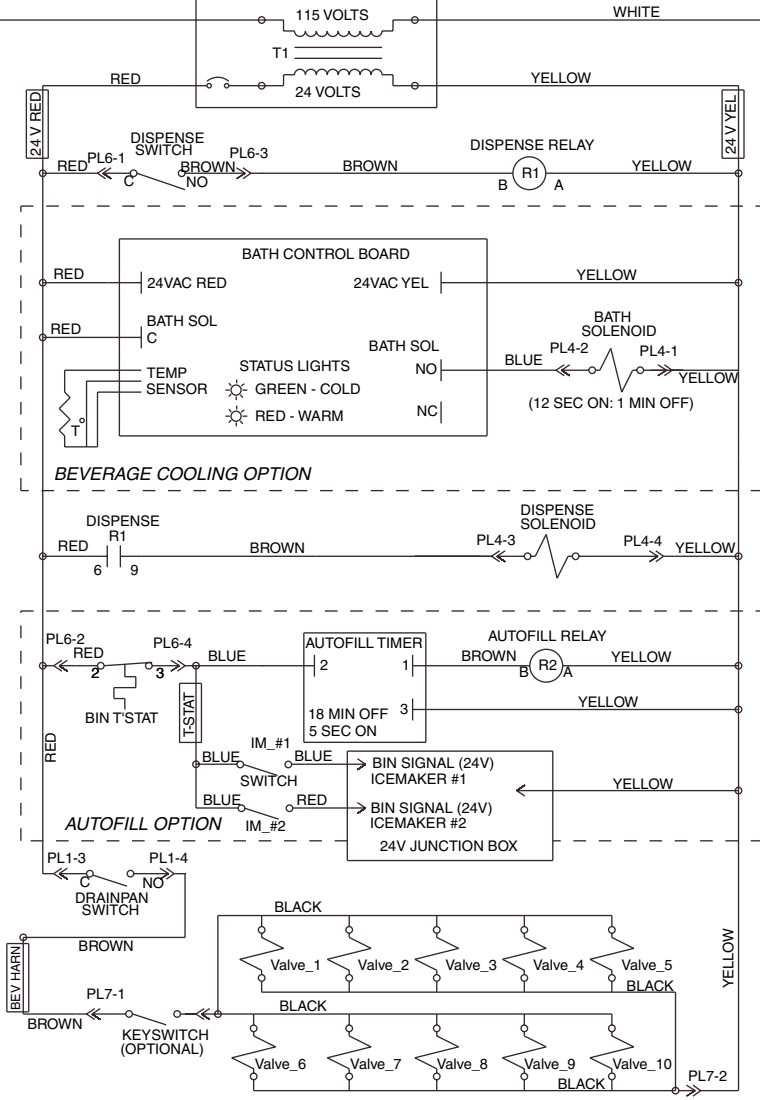 115 VOLTS
WHITE
T1
RED
YELLOW
24 VOLTS
24 V RED
24 V YEL
DISPENSE
SWITCH
DISPENSE RELAY
RED
PL6-1
C
BROWN
NO
PL6-3
BROWN
B
R1
A
YELLOW
BATH CONTROL BOARD
RED
24VAC RED
24VAC YEL
YELLOW
RED
BATH SOL
C
BATH SOL
NO
BLUE
PL4-2
BATH
SOLENOID
PL4-1
YELLOW
TEMP
SENSOR
T°
STATUS LIGHTS
GREEN - COLD
RED - WARM
NC
(12 SEC ON: 1 MIN OFF)
BEVERAGE COOLING OPTION
DISPENSE
R1
RED
6
9
BROWN
PL4-3
DISPENSE
SOLENOID
PL4-4
YELLOW
PL6-2
RED
2
3
PL6-4
BIN T'STAT
BLUE
AUTOFILL TIMER
2
1
3
18 MIN OFF
5 SEC ON
AUTOFILL RELAY
BROWN
B
R2
A
YELLOW
YELLOW
T-STAT
RED
BLUE
IM_#1
SWITCH
BLUE
BIN SIGNAL (24V)
ICEMAKER #1
YELLOW
BLUE
IM_#2
RED
BIN SIGNAL (24V)
ICEMAKER #2
AUTOFILL OPTION
24V JUNCTION BOX
PL1-3
C
NO
PL1-4
DRAINPAN
SWITCH
BROWN
BEV HARN
BLACK
Valve_1
Valve_2
Valve_3
Valve_4
Valve_5
BLACK
YELLOW
PL7-1
BROWN
KEYSWITCH
(OPTIONAL)
BLACK
Valve_6
Valve_7
Valve_8
Valve_9
Valve_10
BLACK
PL7-2